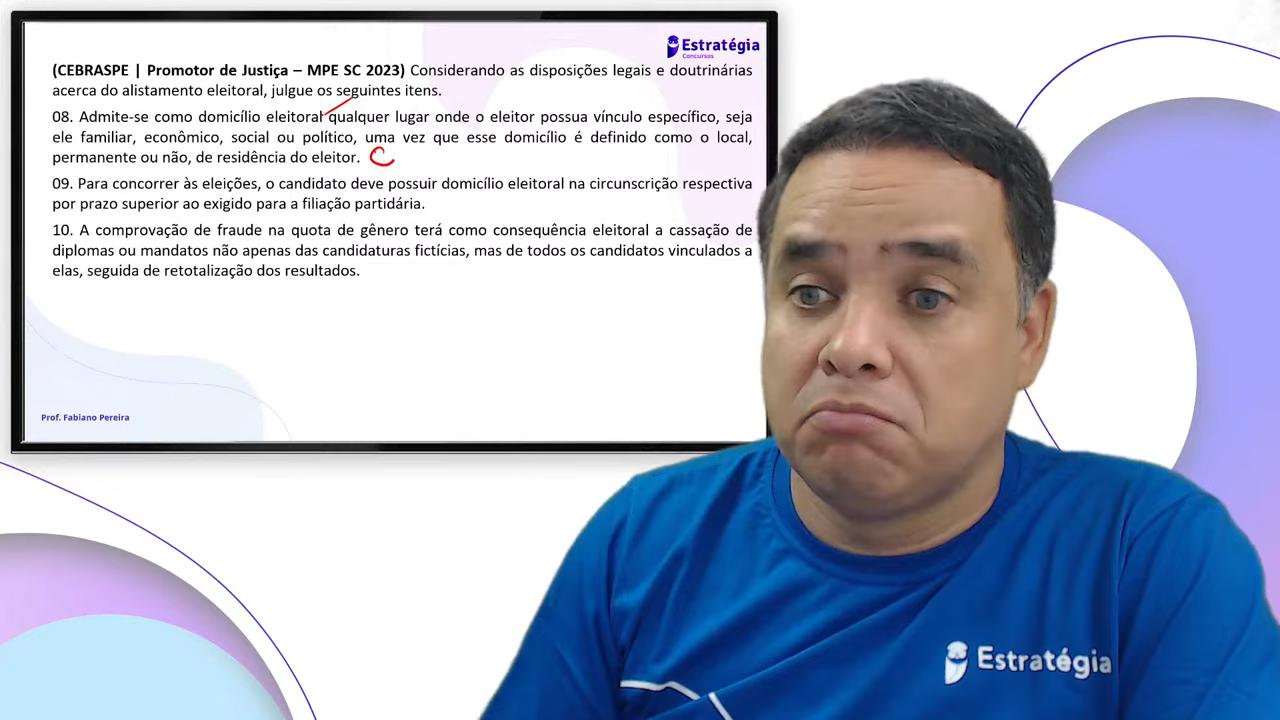 Estratégia
Concursos
(CEBRASPE | Promotor de Justiça – MPE SC 2023) Considerando as disposições legais e doutrinárias
acerca do alistamento eleitoral, julgue os seguintes itens.
08. Admite-se como domicílio eleitoral qualquer lugar onde o eleitor possua vínculo específico, seja
ele familiar, econômico, social ou político, uma vez que esse domicílio é definido como o local,
permanente ou não, de residência do eleitor. C
09. Para concorrer às eleições, o candidato deve possuir domicílio eleitoral na circunscrição respectiva
por prazo superior ao exigido para a filiação partidária.
10. A comprovação de fraude na quota de gênero terá como consequência eleitoral a cassação de
diplomas ou mandatos não apenas das candidaturas fictícias, mas de todos os candidatos vinculados a
elas, seguida de retotalização dos resultados.
Prof. Fabiano Pereira
Estratégia